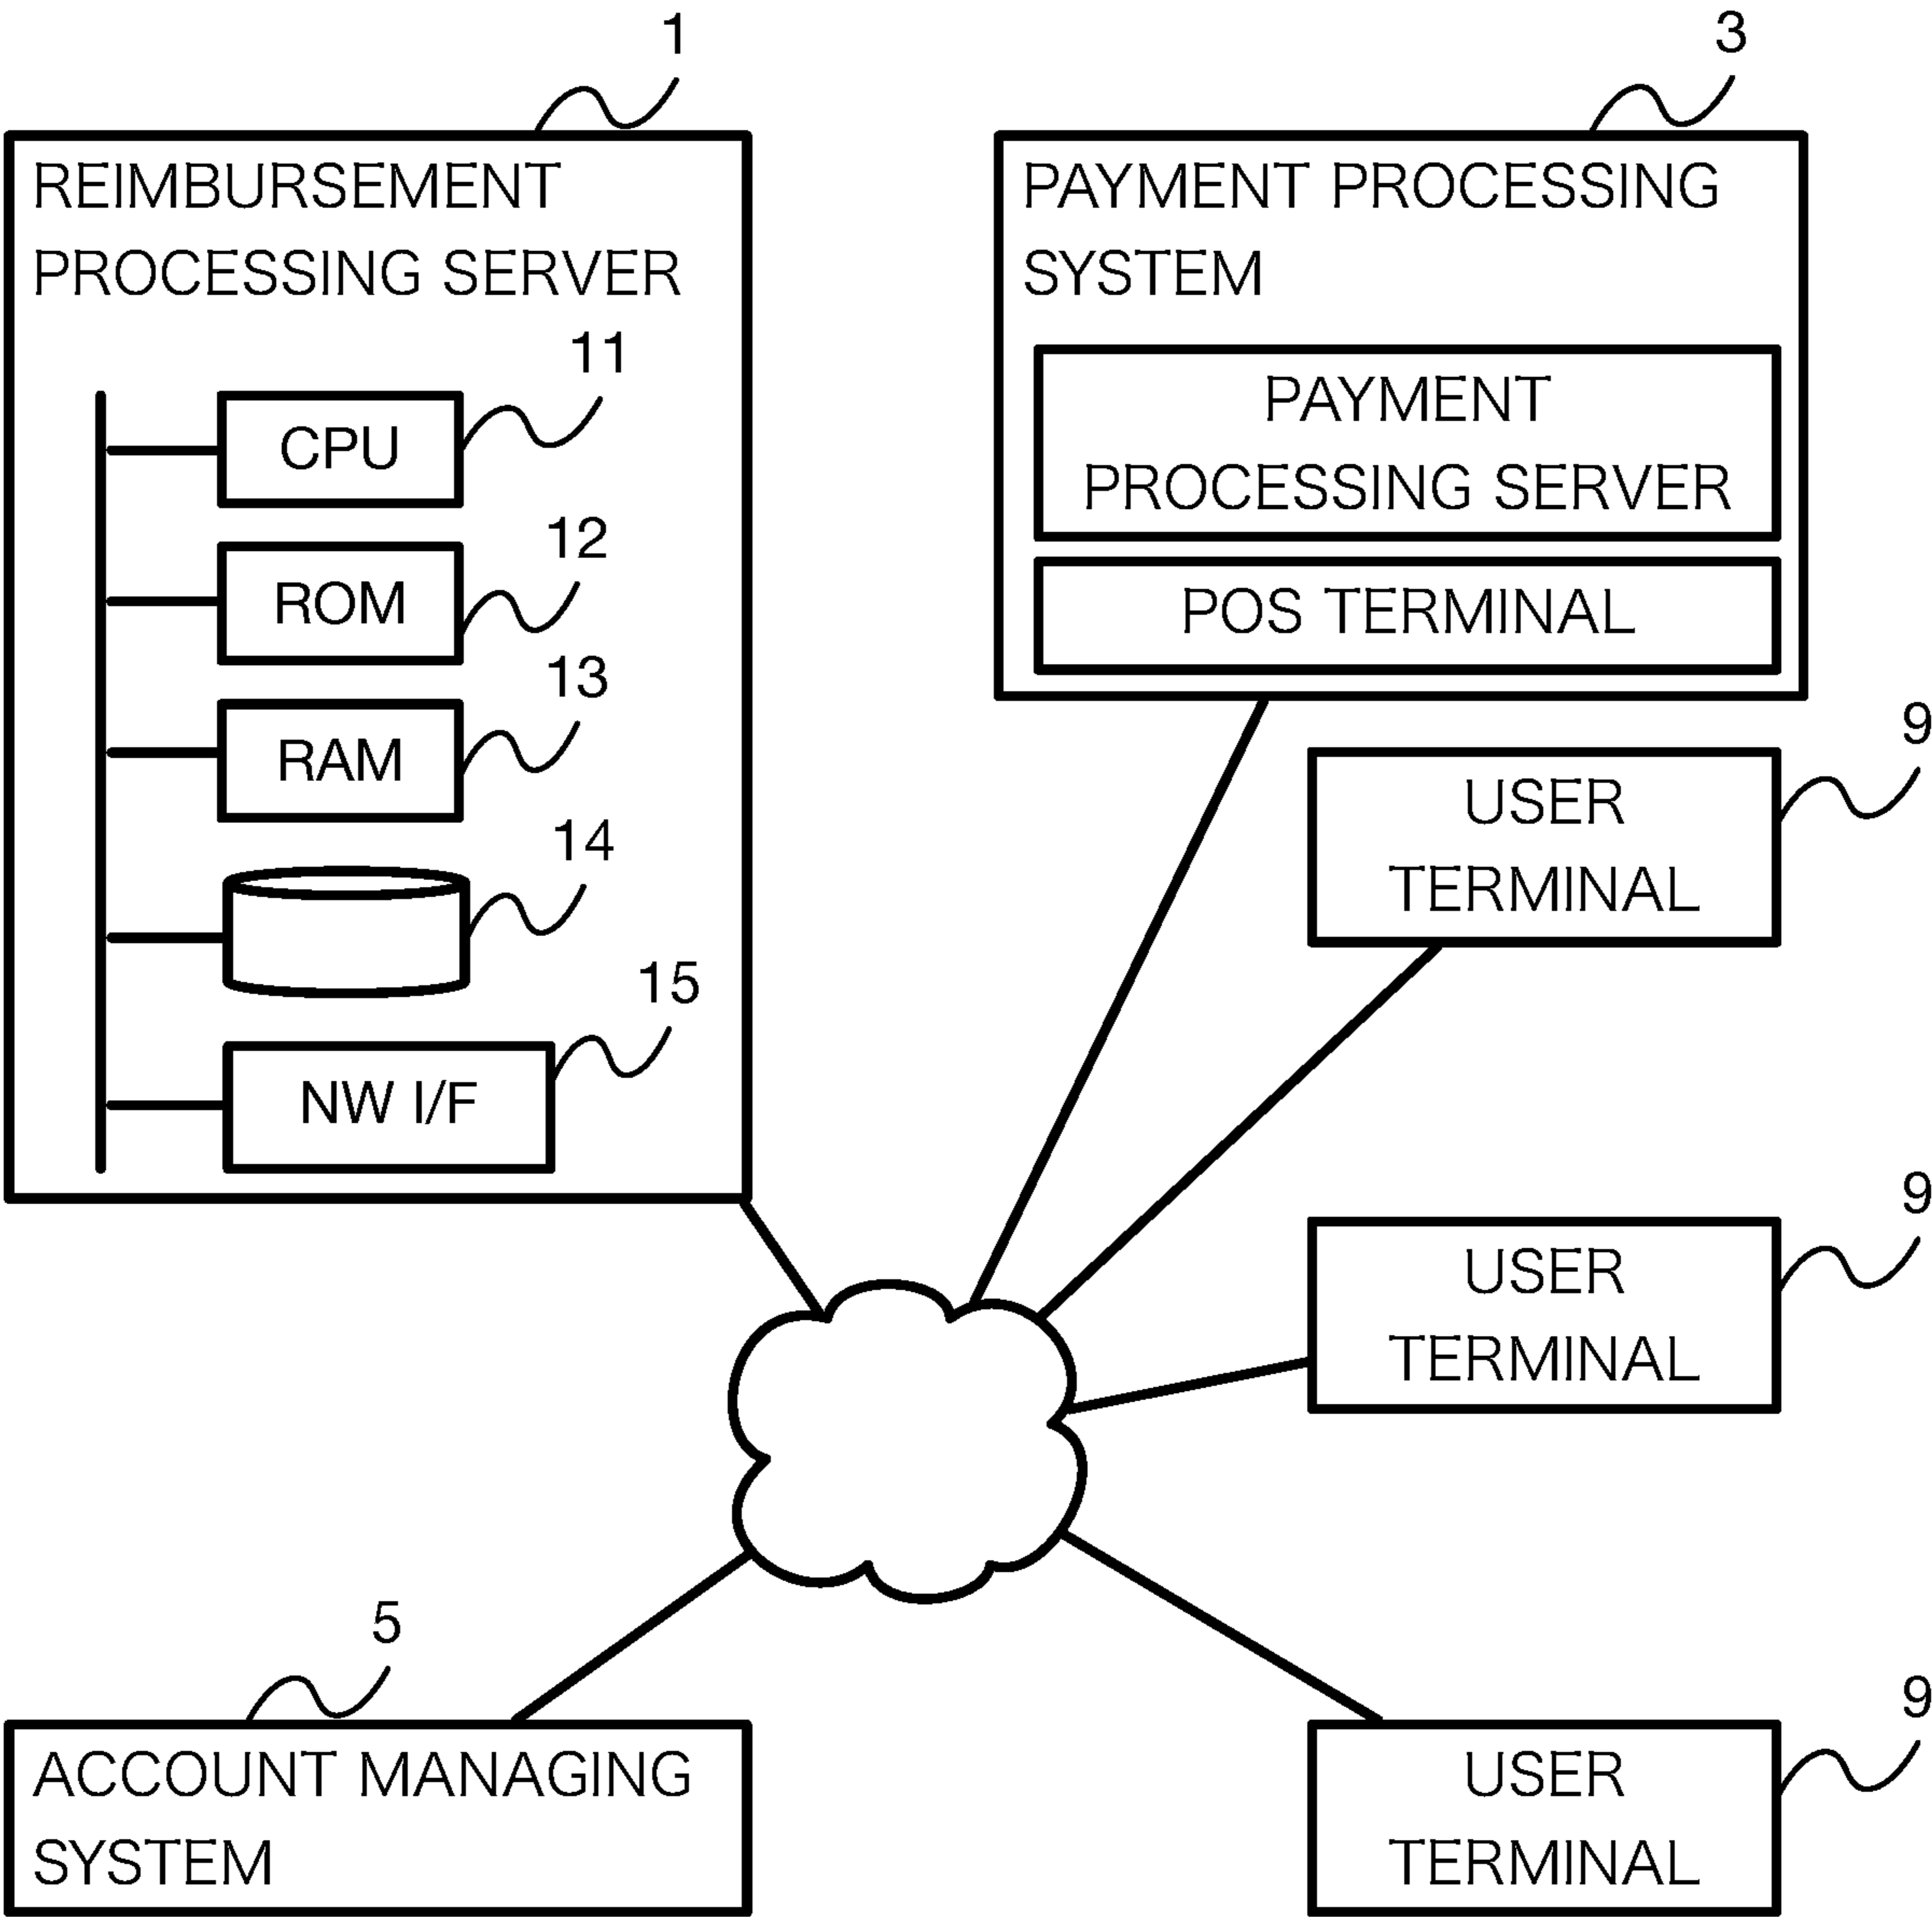 1
REIMBURSEMENT
PROCESSING SERVER
11
CPU
12
ROM
13
RAM
14
15
NW I/F
3
PAYMENT PROCESSING
SYSTEM
PAYMENT
PROCESSING SERVER
POS TERMINAL
9
USER
TERMINAL
9
USER
TERMINAL
5
ACCOUNT MANAGING
SYSTEM
9
USER
TERMINAL